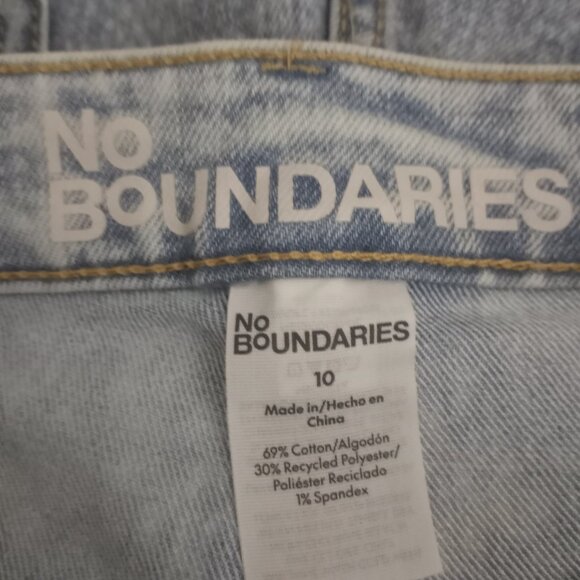 No
BoUNDARIES
No
BoUNDARIES
10
Made in/Hecho en
China
69% Cotton/Algodón
30% Recycled Polyester/
Poliéster Reciclado
1% Spandex